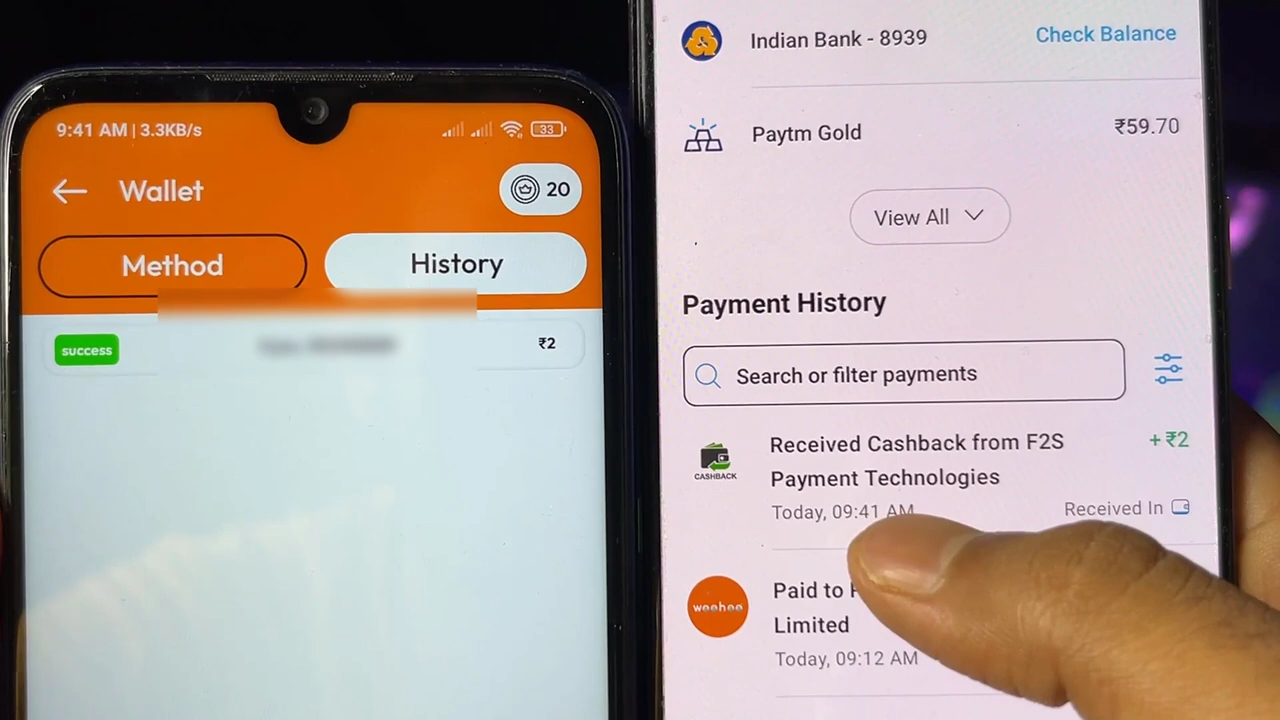 9:41 AM | 3.3KB/s
33
Wallet
20
Method
History
success
₹2
Indian Bank - 8939
Check Balance
Paytm Gold
₹59.70
View All
Payment History
Search or filter payments
CASHBACK
Received Cashback from F2S
+ ₹2
Payment Technologies
Today, 09:41 AM
Received In
woohoo
Paid to
Limited
Today, 09:12 AM